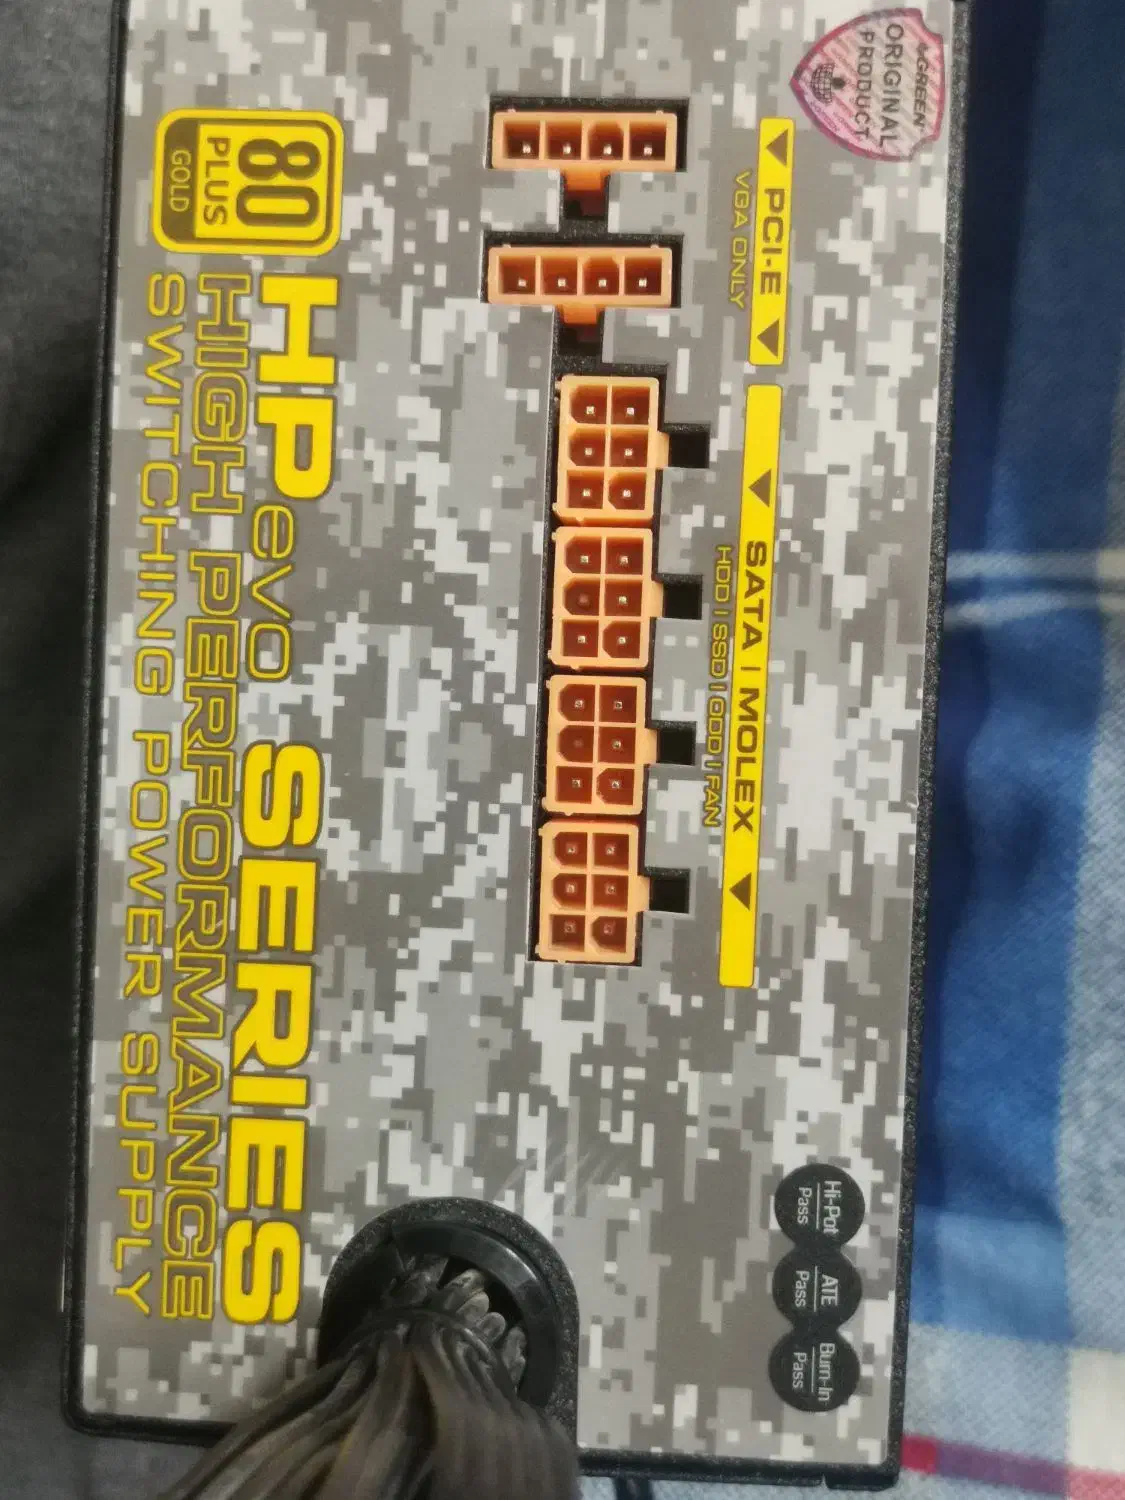 GREEN
ORIGINAL
PRODUCT
PCI-E
VGA ONLY
SATA | MOLEX
HDD | SSD | ODD | FAN
80
PLUS
GOLD
HP evo SERIES
HIGH PERFORMANCE
SWITCHING POWER SUPPLY
Hi-Pot
Pass
ATE
Pass
Burn-In
Pass